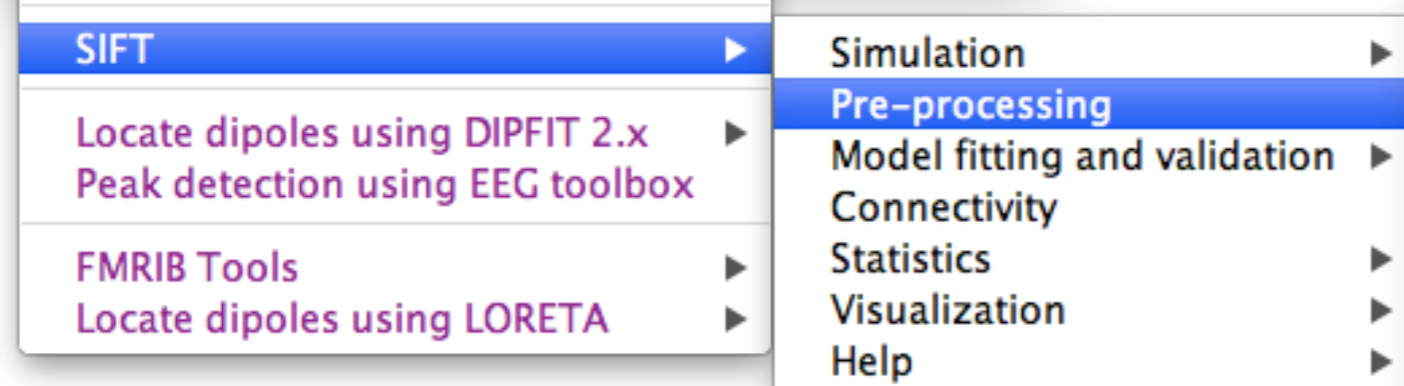 SIFT
Locate dipoles using DIPFIT 2.x
Peak detection using EEG toolbox
FMRIB Tools
Locate dipoles using LORETA
Simulation
Pre-processing
Model fitting and validation
Connectivity
Statistics
Visualization
Help